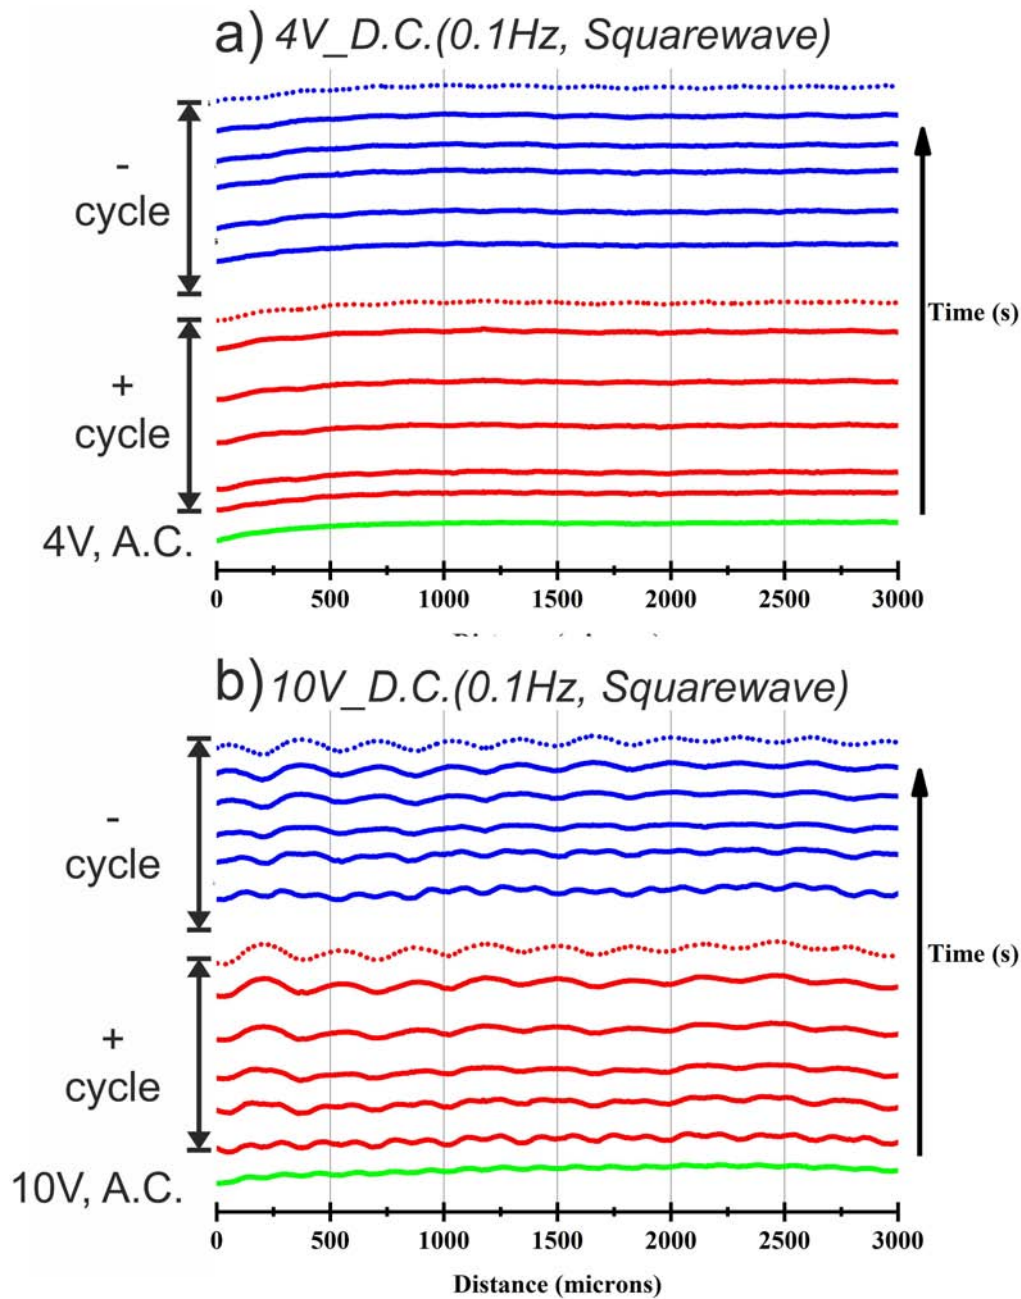 a) 4V_D.C.(0.1Hz, Squarewave)
-
cycle
+
cycle
4V, A.C.
Time (s)
0 500 1000 1500 2000 2500 3000
b) 10V_D.C.(0.1Hz, Squarewave)
-
cycle
+
cycle
10V, A.C.
Time (s)
0 500 1000 1500 2000 2500 3000
Distance (microns)